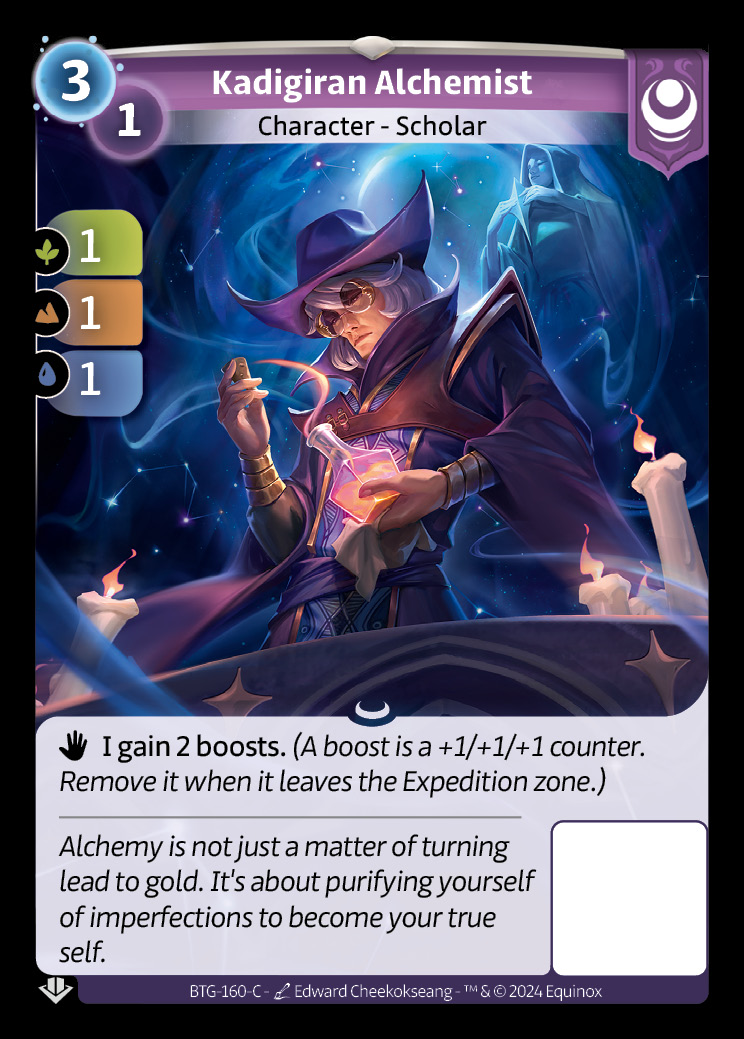 3
Kadigiran Alchemist
1
Character - Scholar
1
1
1
I gain 2 boosts. (A boost is a +1/+1/+1 counter.
Remove it when it leaves the Expedition zone.)
Alchemy is not just a matter of turning
lead to gold. It's about purifying yourself
of imperfections to become your true
self.
BTG-160-C - Edward Cheekokseang - ™ & © 2024 Equinox